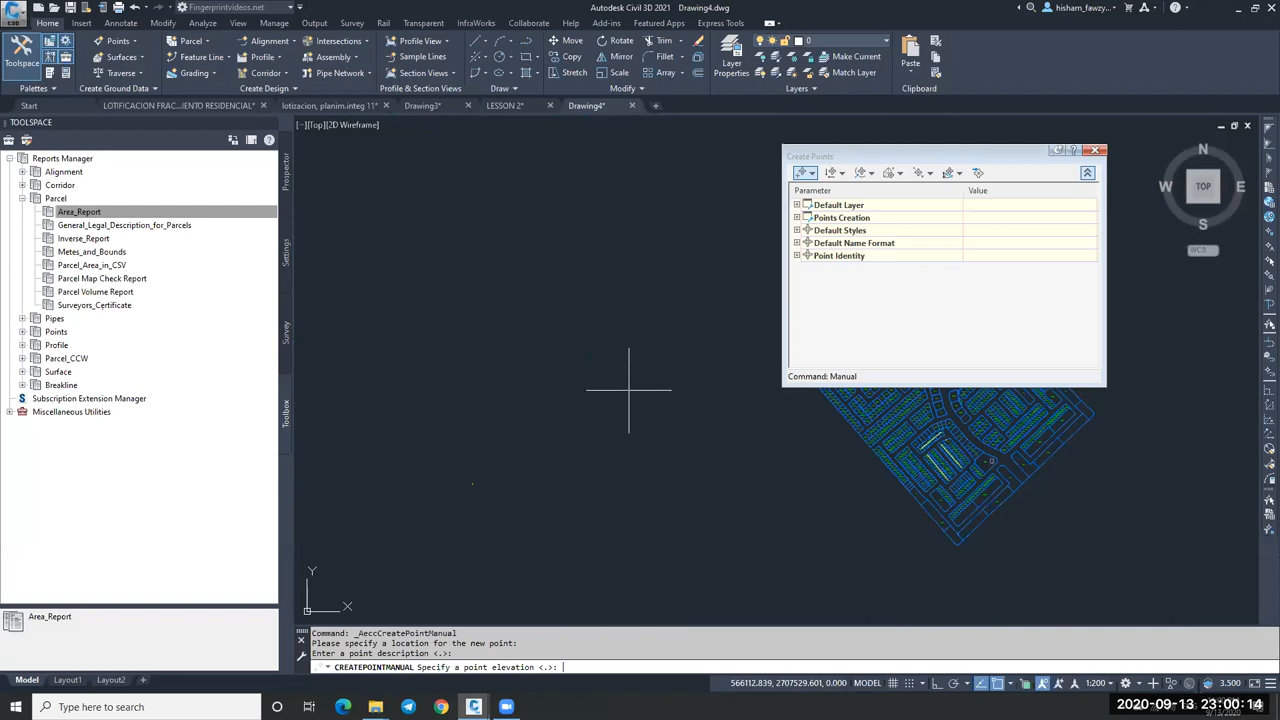 Fingerprintvideos.net
Autodesk Civil 3D 2021 Drawing4.dwg
hisham_fawzy...
C3D
Home Insert Annotate Modify Analyze View Manage Output Survey Rail Transparent InfraWorks Collaborate Help Add-ins Featured Apps Express Tools
Toolspace
Points
Surfaces
Traverse
Parcel
Feature Line
Grading
Alignment
Profile
Corridor
Intersections
Assembly
Pipe Network
Profile View
Sample Lines
Section Views
Move
Copy
Stretch
Rotate
Mirror
Scale
Trim
Fillet
Array
Layer
Properties
0
Make Current
Match Layer
Paste
Palettes Create Ground Data Create Design Profile & Section Views Draw Modify Layers Clipboard
Start LOTIFICACION FRAC...IENTO RESIDENCIAL* lotizacion, planim.integ 11* Drawing3* LESSON 2* Drawing4*
TOOLSPACE
Reports Manager
Alignment
Corridor
Parcel
Area_Report
General_Legal_Description_for_Parcels
Inverse_Report
Metes_and_Bounds
Parcel_Area_in_CSV
Parcel Map Check Report
Parcel Volume Report
Surveyors_Certificate
Pipes
Points
Profile
Parcel_CCW
Surface
Breakline
Subscription Extension Manager
Miscellaneous Utilities
Area_Report
Prospector
Settings
Survey
Toolbox
[−][Top][2D Wireframe]
Create Points
Parameter Value
Default Layer
Points Creation
Default Styles
Default Name Format
Point Identity
Command: Manual
N
W TOP E
S
WCS
Y
X
Command: _AeccCreatePointManual
Please specify a location for the new point:
Enter a point description <.>:
CREATEPOINTMANUAL Specify a point elevation <.>:
Model Layout1 Layout2
566112.839, 2707529.601, 0.000 MODEL 1:200 3.500
Type here to search
2020-09-13 23:00:14